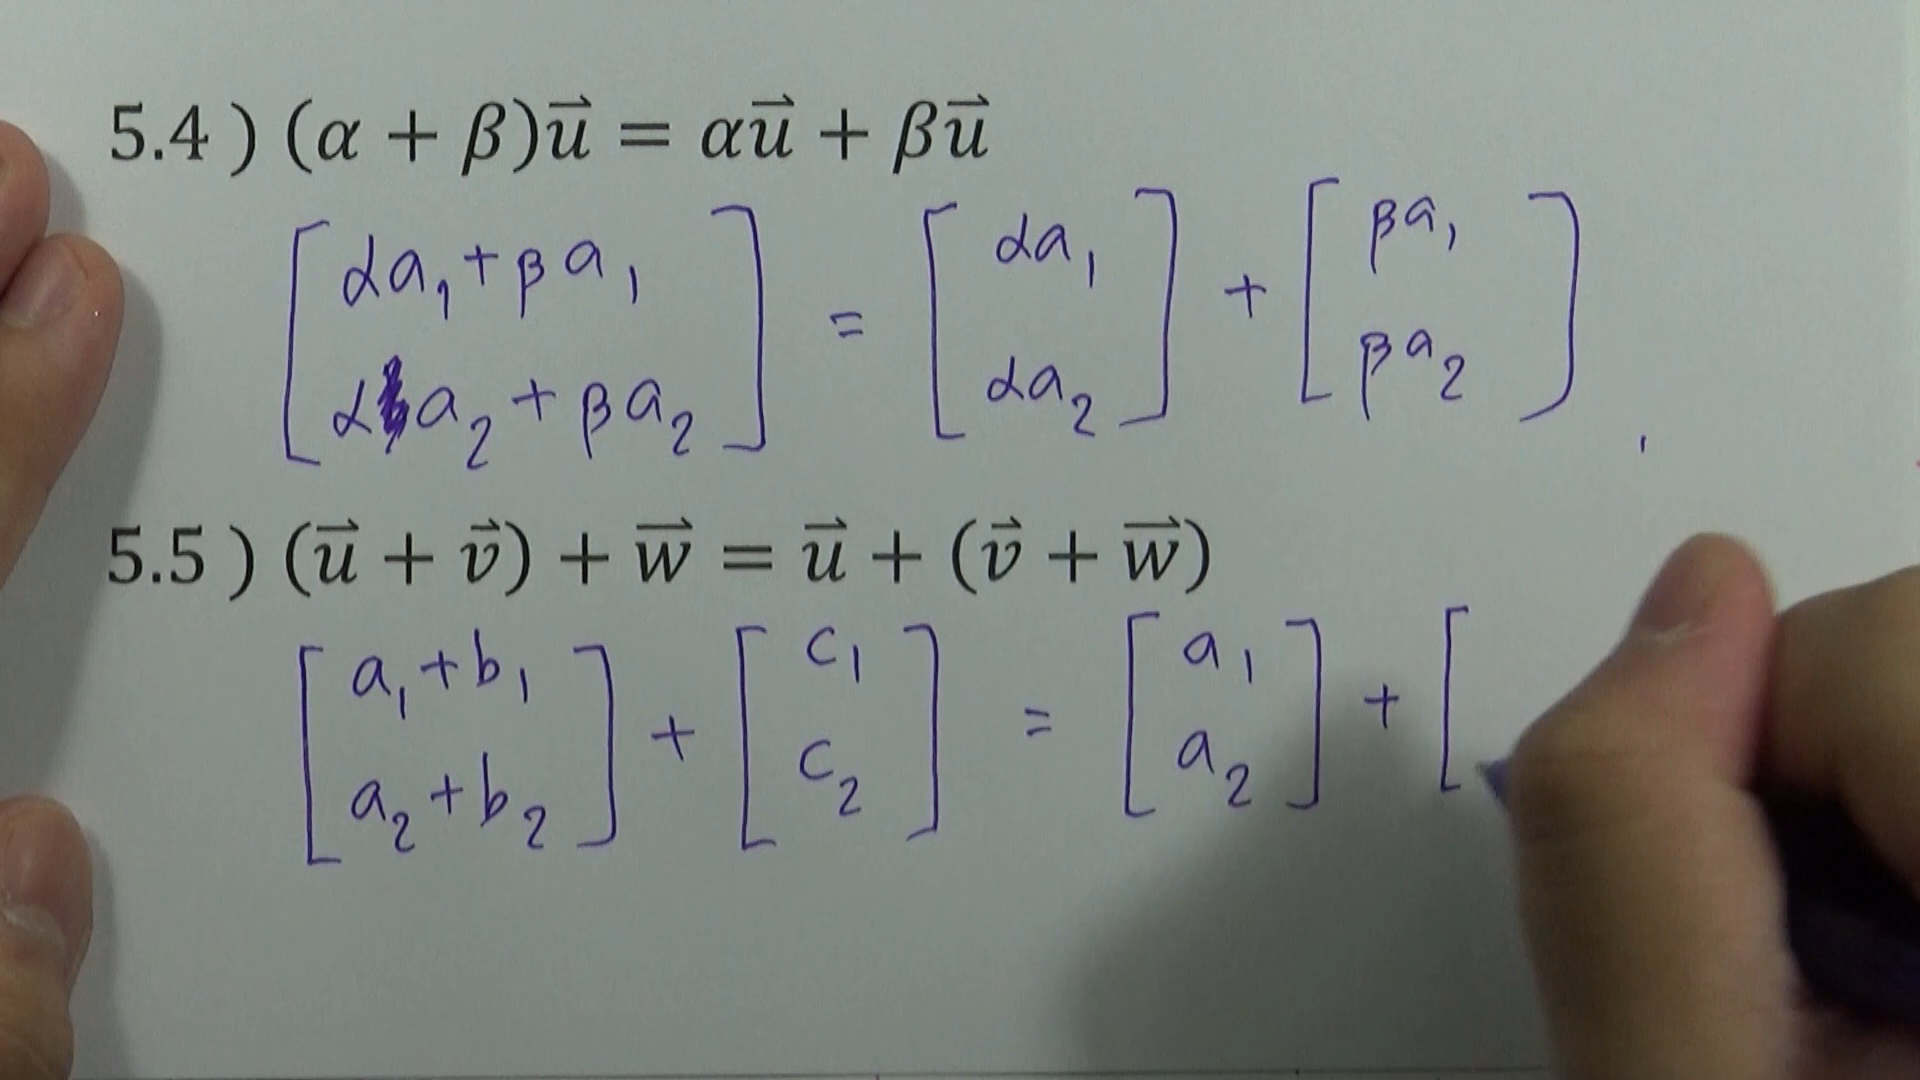 5.4 ) (α + β)u⃗ = αu⃗ + βu⃗
[ αa₁ + βa₁ ] = [ αa₁ ] + [ βa₁ ]
[ αa₂ + βa₂ ] [ αa₂ ] [ βa₂ ]
5.5 ) (u⃗ + v⃗) + w⃗ = u⃗ + (v⃗ + w⃗)
[ a₁ + b₁ ] + [ c₁ ] = [ a₁ ] + [
[ a₂ + b₂ ] [ c₂ ] [ a₂ ]